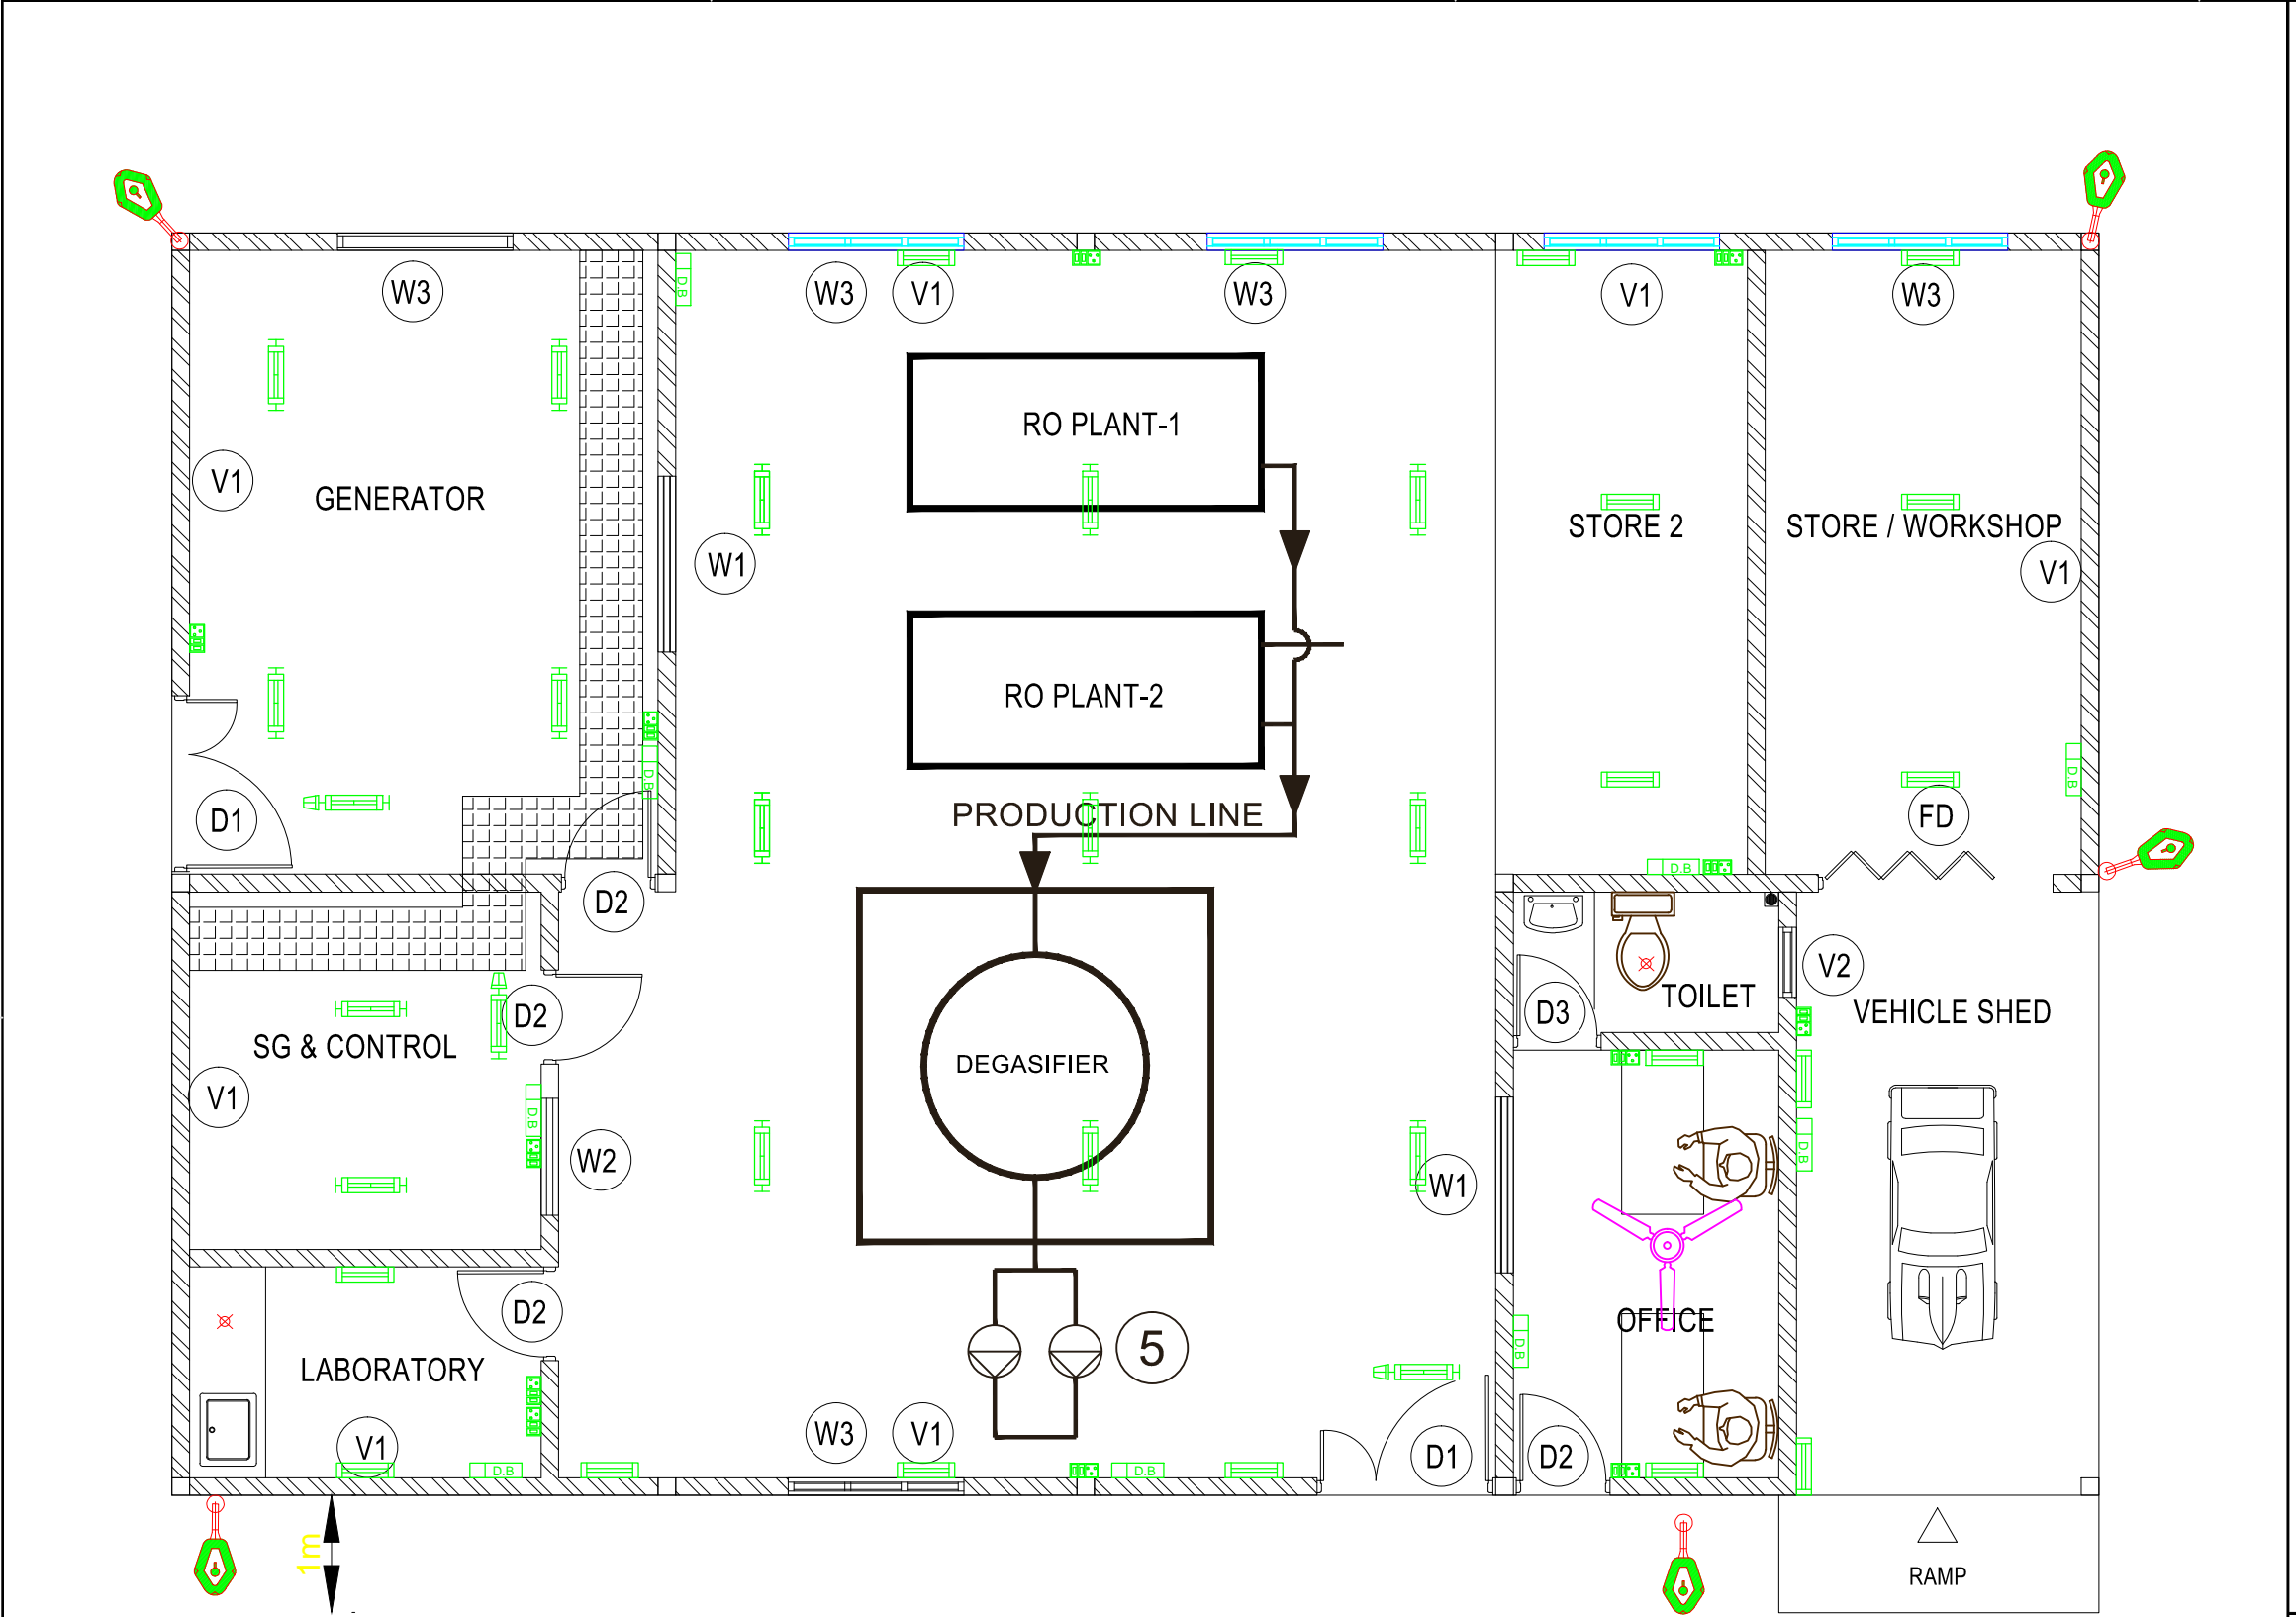 W3
W3
V1
W3
V1
W3
D.B
RO PLANT-1
V1
GENERATOR
STORE 2
STORE / WORKSHOP
W1
V1
RO PLANT-2
D.B
D.B
D1
PRODUCTION LINE
FD
D.B
D2
V2
D2
D3
TOILET
VEHICLE SHED
SG & CONTROL
DEGASIFIER
V1
D.B
D.B
W2
W1
D2
OFFICE
D.B
5
LABORATORY
W3
V1
V1
D1
D2
D.B
D.B
1m
RAMP